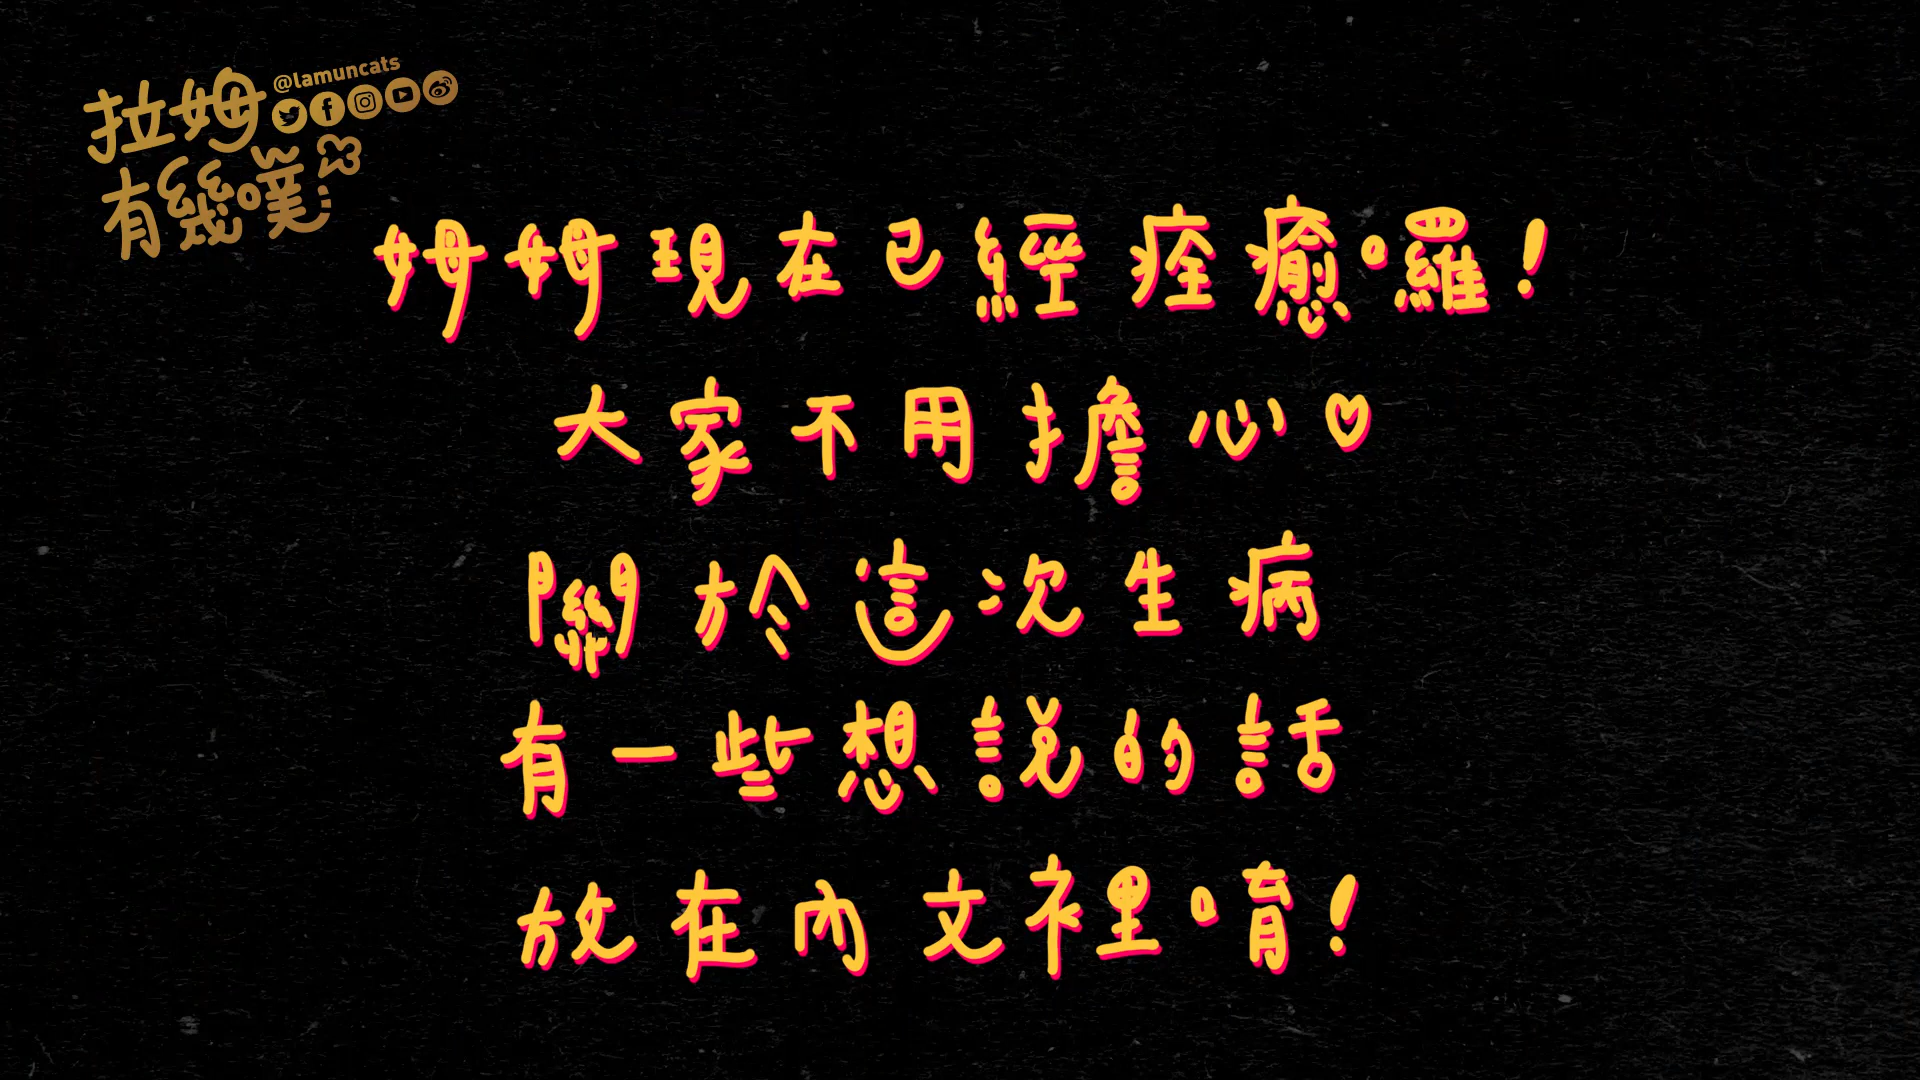 @lamuncats
拉姆
有幾噗
姆姆現在已經痊癒囉!
大家不用擔心♡
關於這次生病
有一些想說的話
放在內文裡唷!